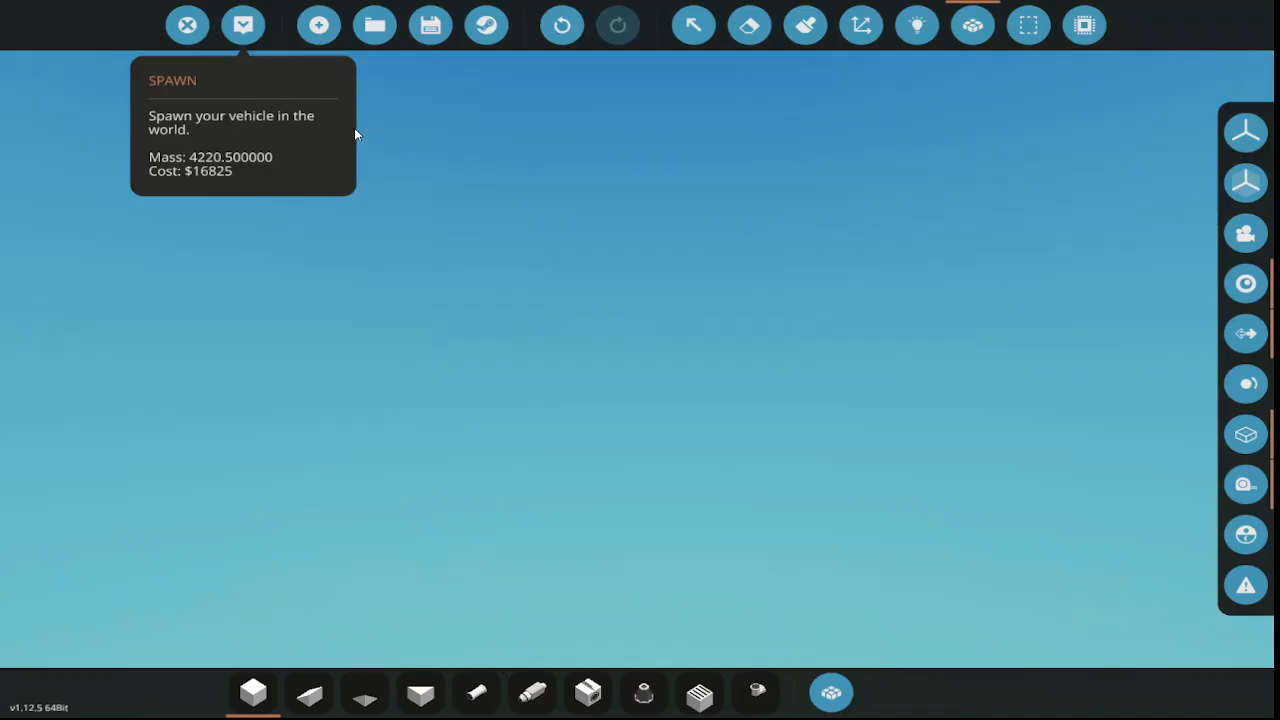 SPAWN
Spawn your vehicle in the
world.
Mass: 4220.500000
Cost: $16825
v1.12.5 64Bit